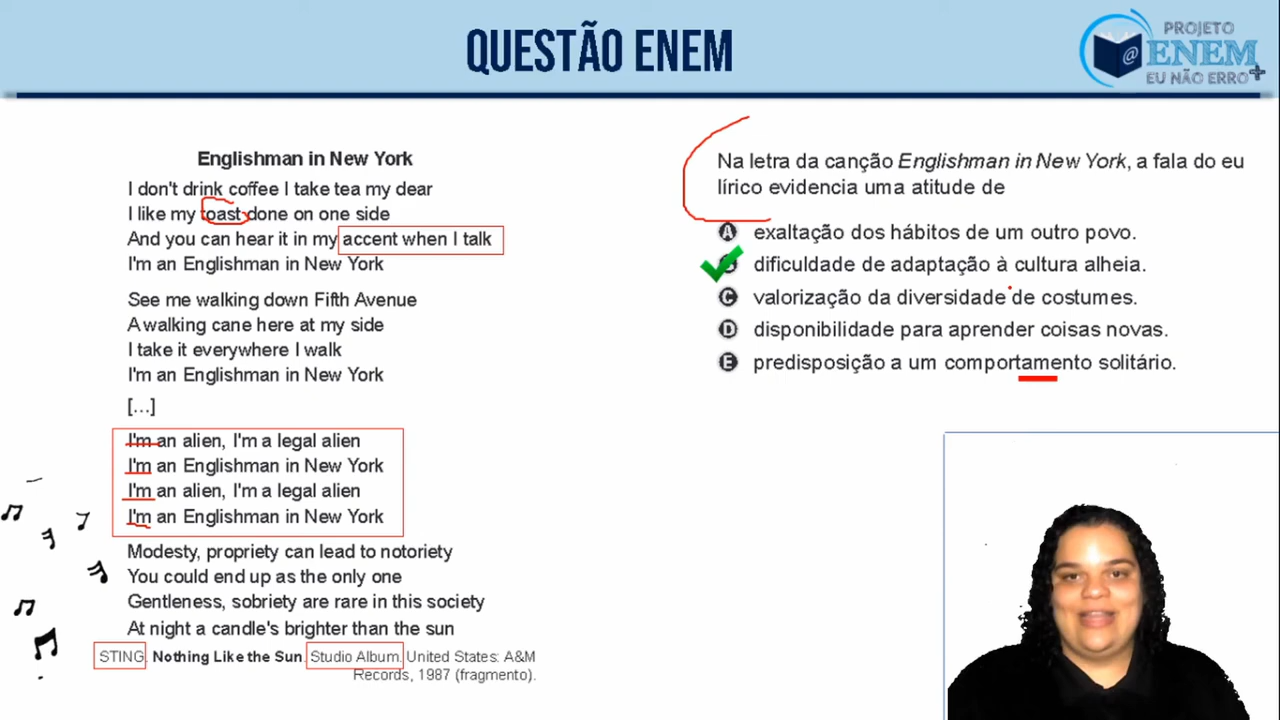 QUESTÃO ENEM
PROJETO
@ ENEM+
EU NÃO ERRO
Englishman in New York
I don't drink coffee I take tea my dear
I like my toast done on one side
And you can hear it in my accent when I talk
I'm an Englishman in New York
See me walking down Fifth Avenue
A walking cane here at my side
I take it everywhere I walk
I'm an Englishman in New York
[...]
I'm an alien, I'm a legal alien
I'm an Englishman in New York
I'm an alien, I'm a legal alien
I'm an Englishman in New York
Modesty, propriety can lead to notoriety
You could end up as the only one
Gentleness, sobriety are rare in this society
At night a candle's brighter than the sun
STING. Nothing Like the Sun. Studio Album. United States: A&M
Records, 1987 (fragmento).
Na letra da canção Englishman in New York, a fala do eu
lírico evidencia uma atitude de
A exaltação dos hábitos de um outro povo.
dificuldade de adaptação à cultura alheia.
C valorização da diversidade de costumes.
D disponibilidade para aprender coisas novas.
E predisposição a um comportamento solitário.